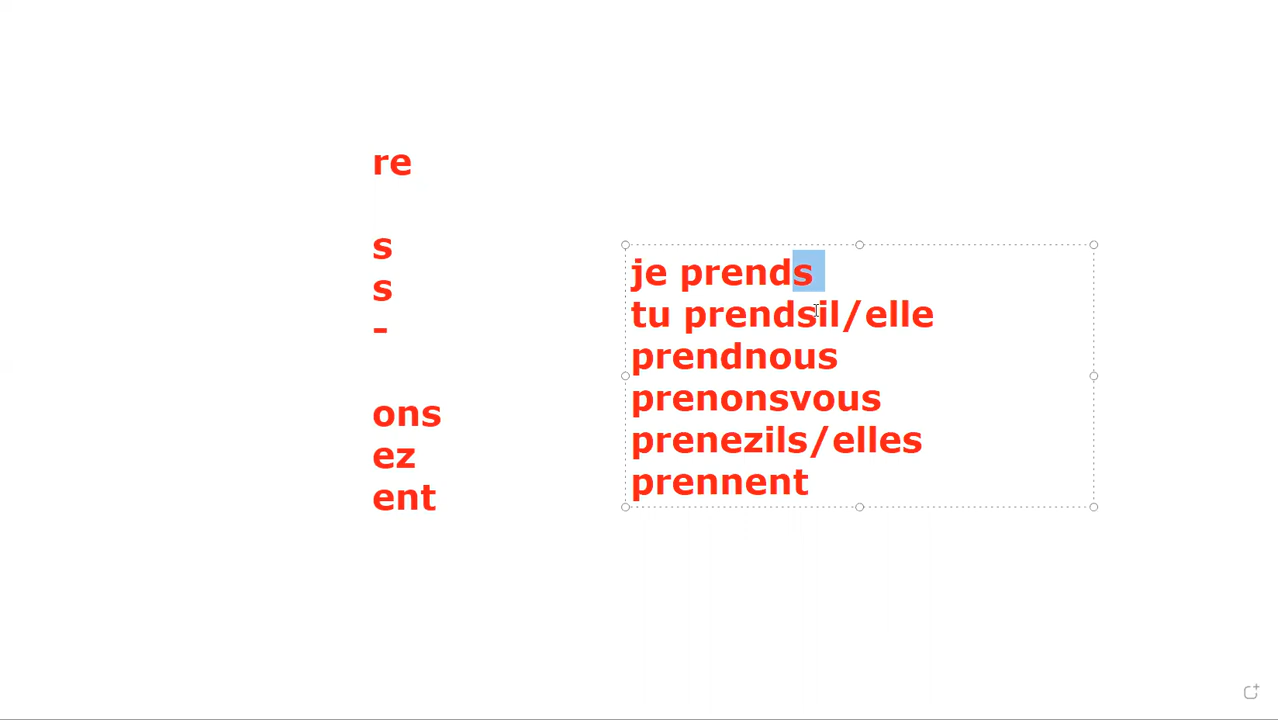 re
s
s
-
ons
ez
ent
je prends
tu prendsil/elle
prendnous
prenonsvous
prenezils/elles
prennent